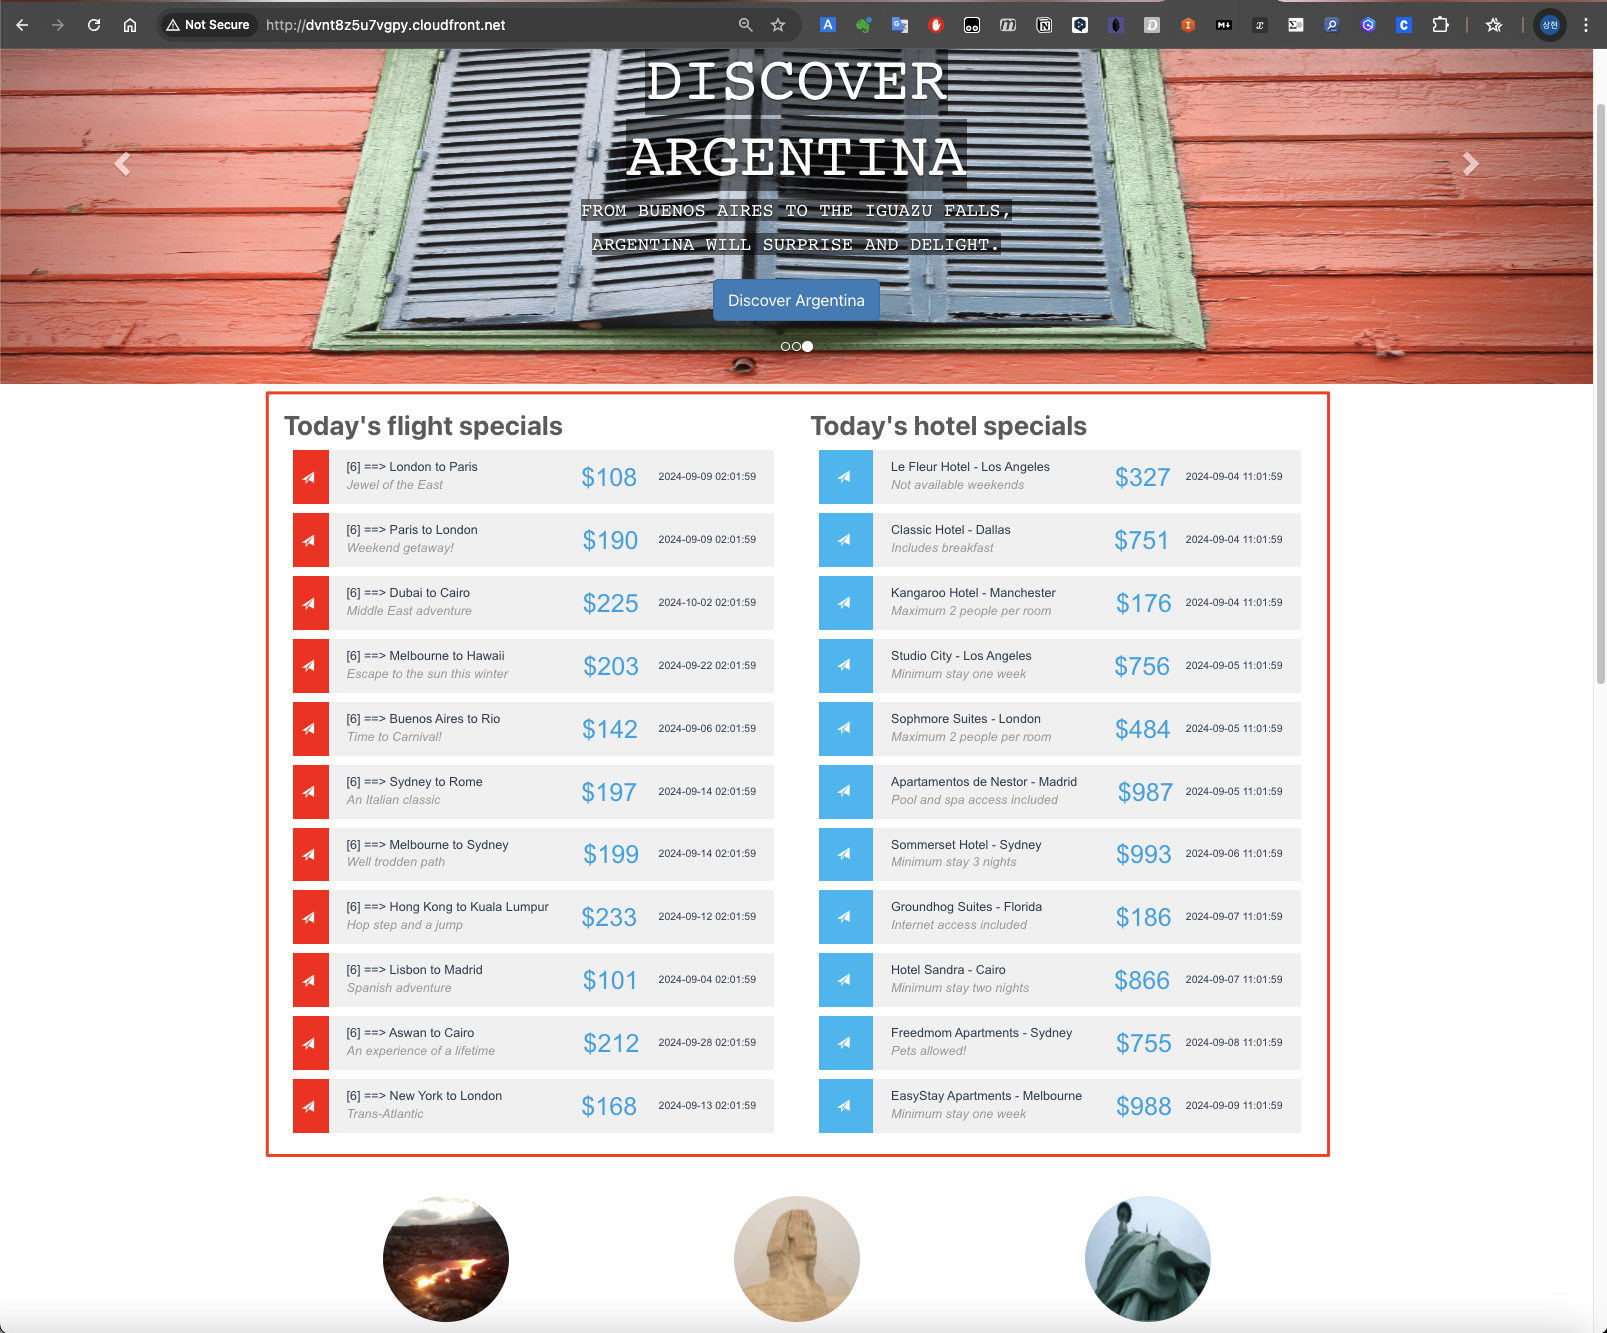 Not Secure
http://dvnt8z5u7vgpy.cloudfront.net
상현
DISCOVER
ARGENTINA
FROM BUENOS AIRES TO THE IGUAZU FALLS,
ARGENTINA WILL SURPRISE AND DELIGHT.
Discover Argentina
Today's flight specials
[6] ==> London to Paris
Jewel of the East
$108
2024-09-09 02:01:59
[6] ==> Paris to London
Weekend getaway!
$190
2024-09-09 02:01:59
[6] ==> Dubai to Cairo
Middle East adventure
$225
2024-10-02 02:01:59
[6] ==> Melbourne to Hawaii
Escape to the sun this winter
$203
2024-09-22 02:01:59
[6] ==> Buenos Aires to Rio
Time to Carnival!
$142
2024-09-06 02:01:59
[6] ==> Sydney to Rome
An Italian classic
$197
2024-09-14 02:01:59
[6] ==> Melbourne to Sydney
Well trodden path
$199
2024-09-14 02:01:59
[6] ==> Hong Kong to Kuala Lumpur
Hop step and a jump
$233
2024-09-12 02:01:59
[6] ==> Lisbon to Madrid
Spanish adventure
$101
2024-09-04 02:01:59
[6] ==> Aswan to Cairo
An experience of a lifetime
$212
2024-09-28 02:01:59
[6] ==> New York to London
Trans-Atlantic
$168
2024-09-13 02:01:59
Today's hotel specials
Le Fleur Hotel - Los Angeles
Not available weekends
$327
2024-09-04 11:01:59
Classic Hotel - Dallas
Includes breakfast
$751
2024-09-04 11:01:59
Kangaroo Hotel - Manchester
Maximum 2 people per room
$176
2024-09-04 11:01:59
Studio City - Los Angeles
Minimum stay one week
$756
2024-09-05 11:01:59
Sophmore Suites - London
Maximum 2 people per room
$484
2024-09-05 11:01:59
Apartamentos de Nestor - Madrid
Pool and spa access included
$987
2024-09-05 11:01:59
Sommerset Hotel - Sydney
Minimum stay 3 nights
$993
2024-09-06 11:01:59
Groundhog Suites - Florida
Internet access included
$186
2024-09-07 11:01:59
Hotel Sandra - Cairo
Minimum stay two nights
$866
2024-09-07 11:01:59
Freedmom Apartments - Sydney
Pets allowed!
$755
2024-09-08 11:01:59
EasyStay Apartments - Melbourne
Minimum stay one week
$988
2024-09-09 11:01:59